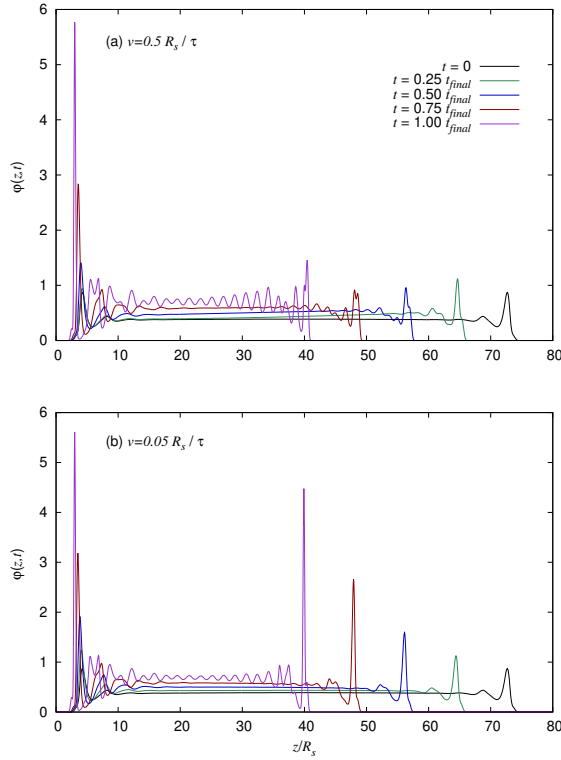 6
(a) v=0.5 R_s / τ
t = 0
5
t = 0.25 t_final
t = 0.50 t_final
t = 0.75 t_final
4
t = 1.00 t_final
φ(z,t)
3
2
1
0
0 10 20 30 40 50 60 70 80
6
(b) v=0.05 R_s / τ
5
4
φ(z,t)
3
2
1
0
0 10 20 30 40 50 60 70 80
z/R_s